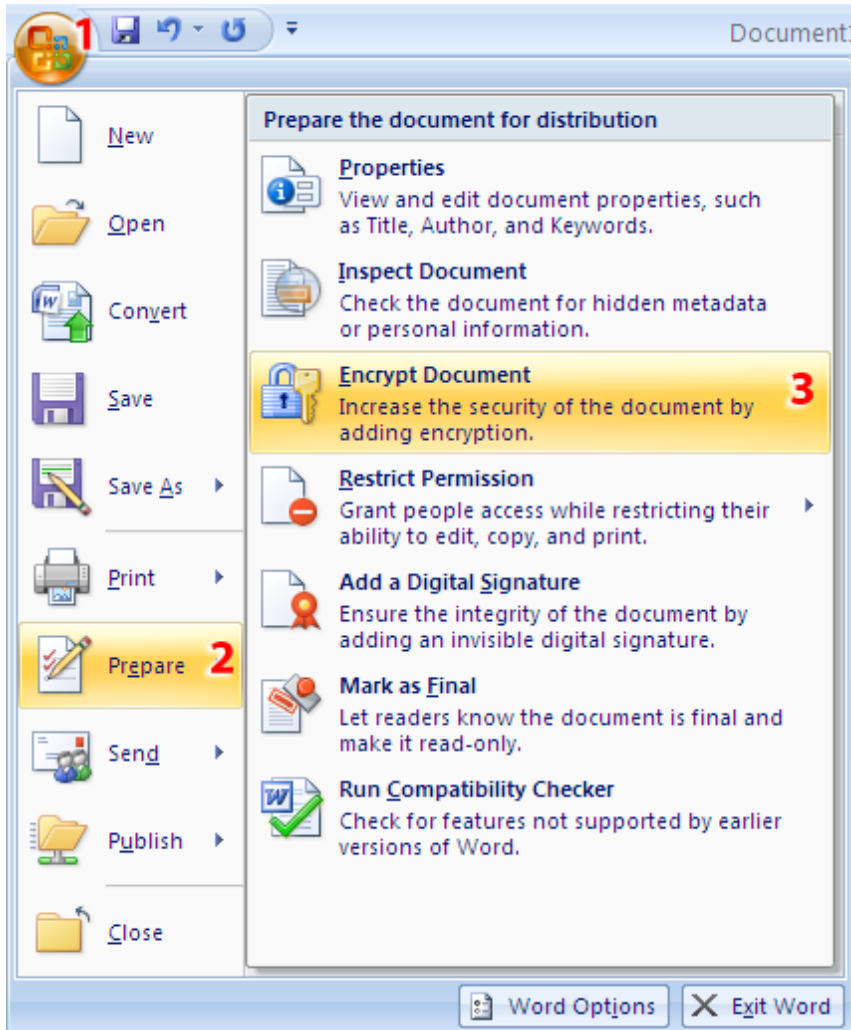 1
Document1
New
Open
Convert
Save
Save As
Print
Prepare 2
Send
Publish
Close
Prepare the document for distribution
Properties
View and edit document properties, such
as Title, Author, and Keywords.
Inspect Document
Check the document for hidden metadata
or personal information.
Encrypt Document
Increase the security of the document by
adding encryption.
3
Restrict Permission
Grant people access while restricting their
ability to edit, copy, and print.
Add a Digital Signature
Ensure the integrity of the document by
adding an invisible digital signature.
Mark as Final
Let readers know the document is final and
make it read-only.
Run Compatibility Checker
Check for features not supported by earlier
versions of Word.
Word Options
Exit Word